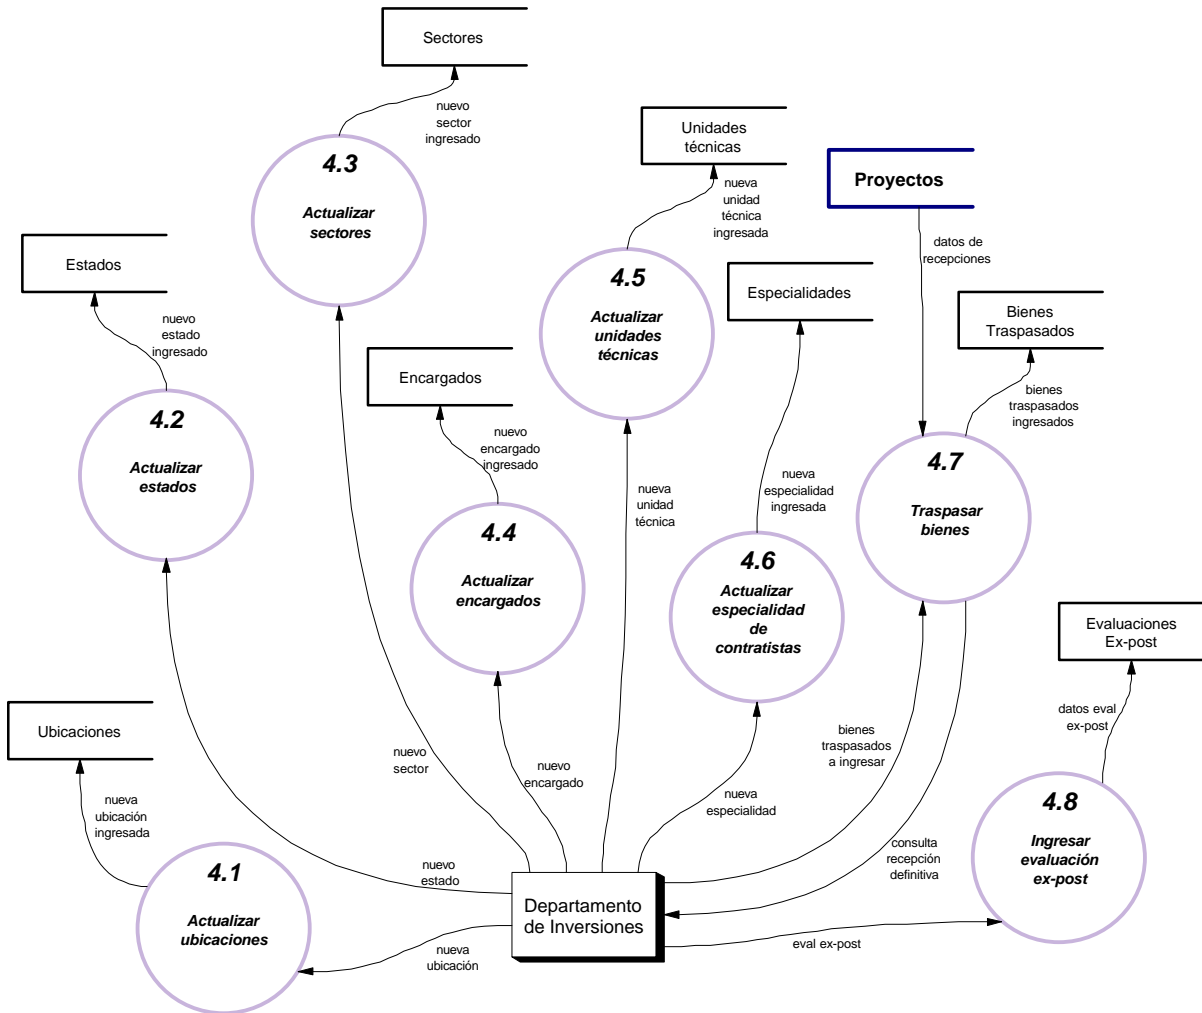 Sectores
nuevo
sector
ingresado
4.3
Actualizar
sectores
Unidades
técnicas
nueva
unidad
técnica
ingresada
Proyectos
datos de
recepciones
Estados
nuevo
estado
ingresado
4.5
Actualizar
unidades
técnicas
Especialidades
Bienes
Traspasados
bienes
traspasados
ingresados
Encargados
nuevo
encargado
ingresado
4.2
Actualizar
estados
nueva
unidad
técnica
nueva
especialidad
ingresada
4.7
Traspasar
bienes
4.4
Actualizar
encargados
4.6
Actualizar
especialidad
de
contratistas
Evaluaciones
Ex-post
datos eval
ex-post
Ubicaciones
nueva
ubicación
ingresada
nuevo
sector
nuevo
encargado
nueva
especialidad
bienes
traspasados
a ingresar
4.8
Ingresar
evaluación
ex-post
4.1
Actualizar
ubicaciones
nuevo
estado
consulta
recepción
definitiva
Departamento
de Inversiones
nueva
ubicación
eval ex-post